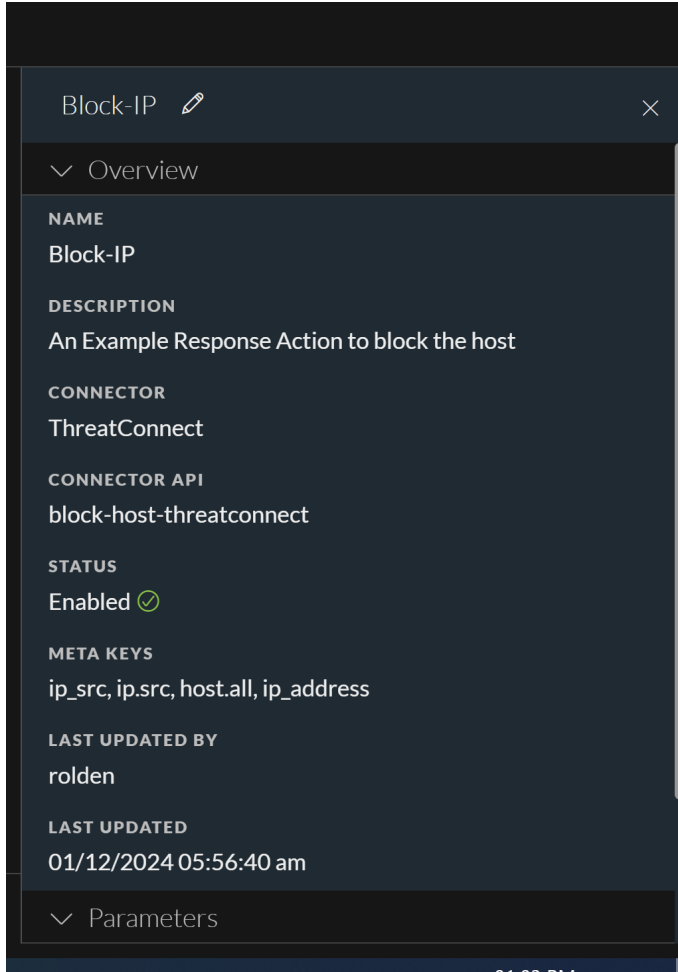 Block-IP
Overview
NAME
Block-IP
DESCRIPTION
An Example Response Action to block the host
CONNECTOR
ThreatConnect
CONNECTOR API
block-host-threatconnect
STATUS
Enabled
META KEYS
ip_src, ip.src, host.all, ip_address
LAST UPDATED BY
rolden
LAST UPDATED
01/12/2024 05:56:40 am
Parameters